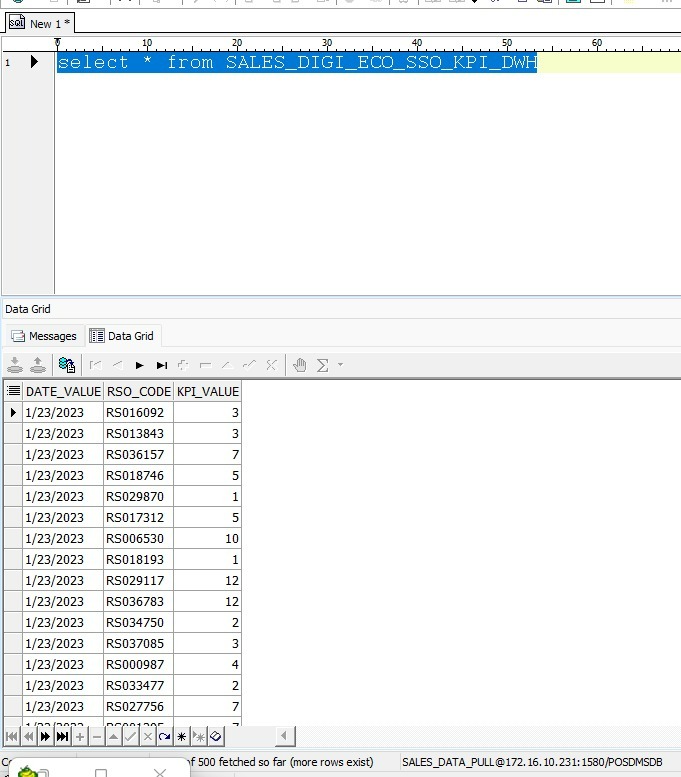 New 1 *
0 10 20 30 40 50 60
1 select * from SALES_DIGI_ECO_SSO_KPI_DWH
Data Grid
Messages Data Grid
DATE_VALUE RSO_CODE KPI_VALUE
1/23/2023 RS016092 3
1/23/2023 RS013843 3
1/23/2023 RS036157 7
1/23/2023 RS018746 5
1/23/2023 RS029870 1
1/23/2023 RS017312 5
1/23/2023 RS006530 10
1/23/2023 RS018193 1
1/23/2023 RS029117 12
1/23/2023 RS036783 12
1/23/2023 RS034750 2
1/23/2023 RS037085 3
1/23/2023 RS000987 4
1/23/2023 RS033477 2
1/23/2023 RS027756 7
of 500 fetched so far (more rows exist) SALES_DATA_PULL@172.16.10.231:1580/POSDMSDB